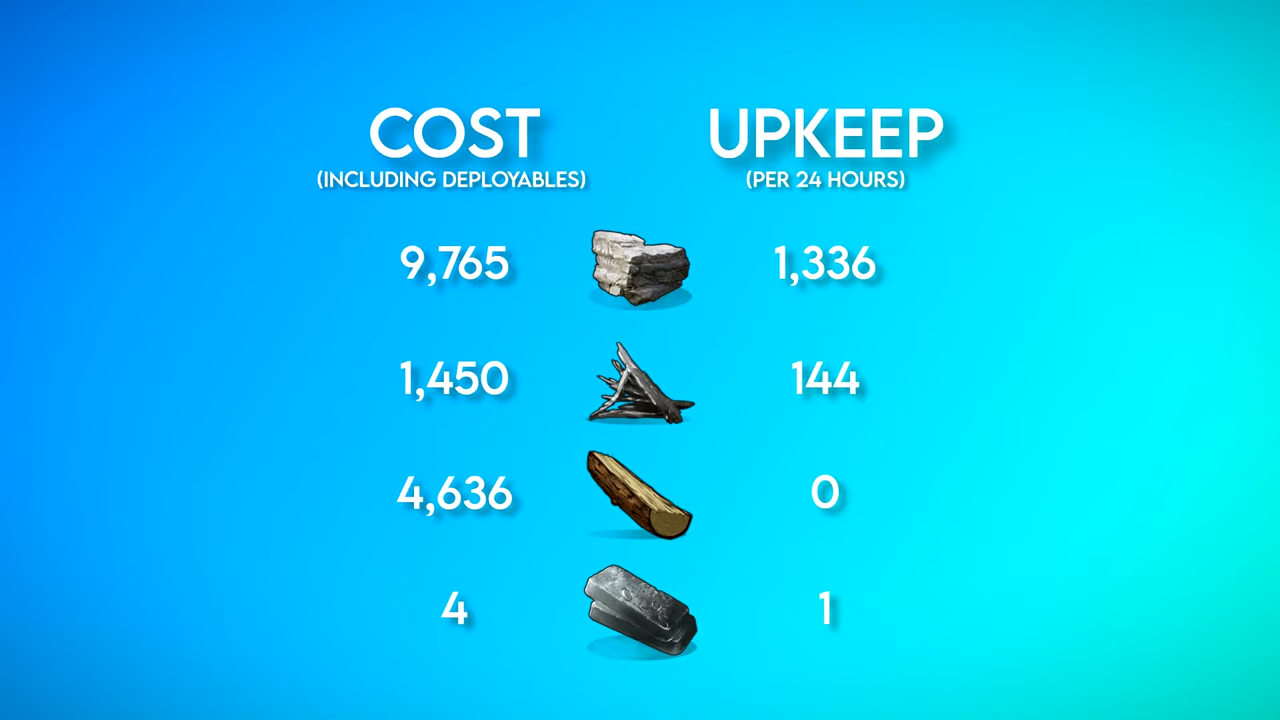 COST
UPKEEP
(INCLUDING DEPLOYABLES)
(PER 24 HOURS)
9,765
1,336
1,450
144
4,636
0
4
1